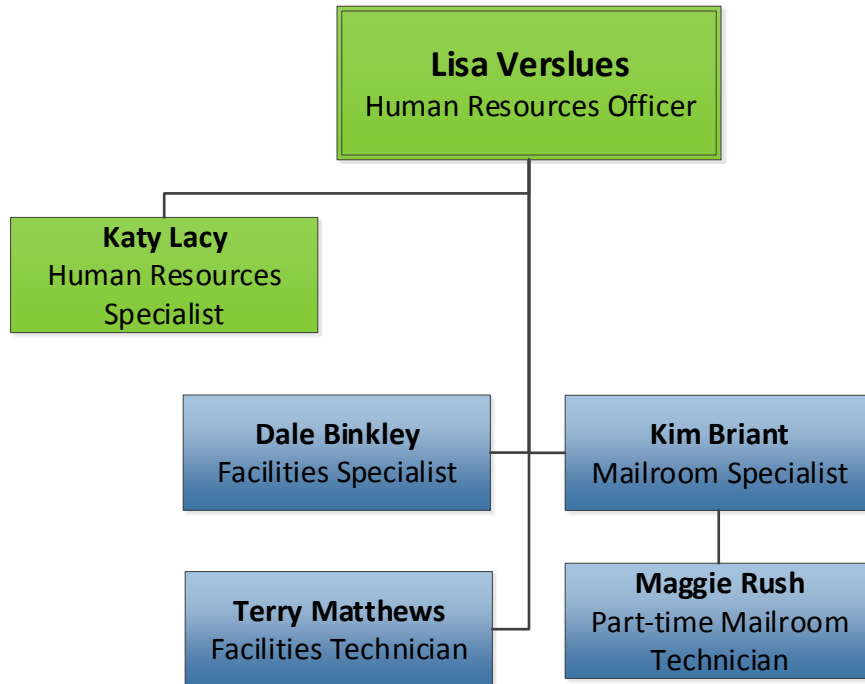 Lisa Verslues
Human Resources Officer
Katy Lacy
Human Resources
Specialist
Dale Binkley
Facilities Specialist
Kim Briant
Mailroom Specialist
Terry Matthews
Facilities Technician
Maggie Rush
Part-time Mailroom
Technician